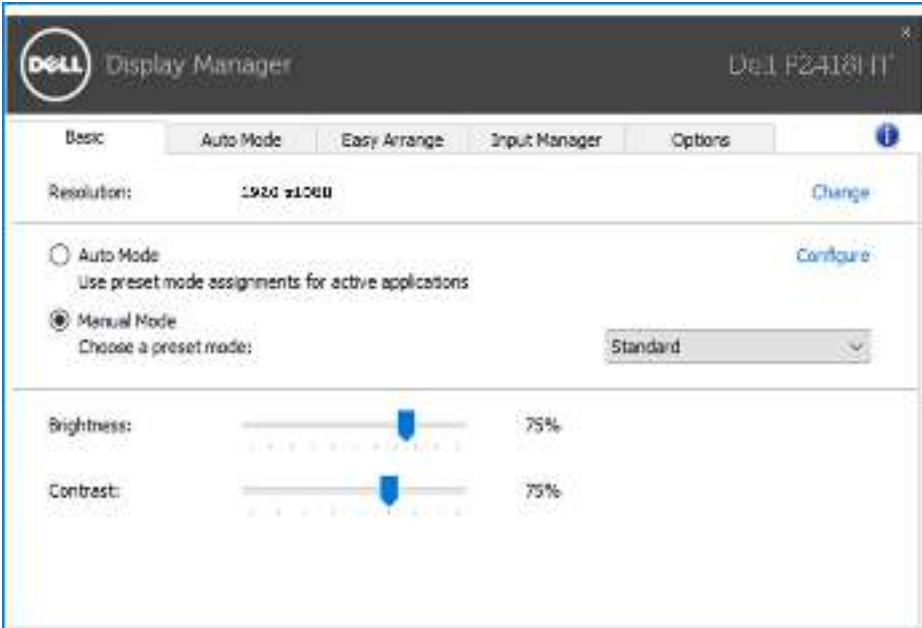 DELL Display Manager
Dell P2418HT
Basic Auto Mode Easy Arrange Input Manager Options
Resolution: 1920 x1080 Change
Auto Mode Configure
Use preset mode assignments for active applications
Manual Mode
Choose a preset mode: Standard
Brightness: 75%
Contrast: 75%